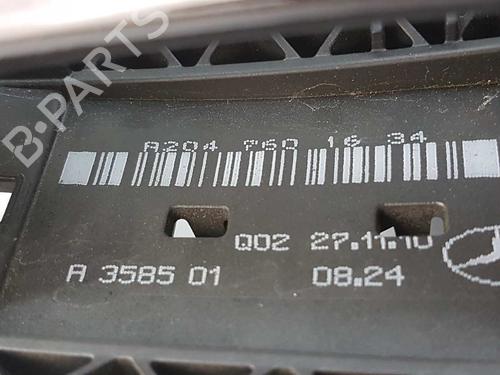 B-PARTS
A204 760 16 34
Q02 27.11.10
A 3585 01 08.24